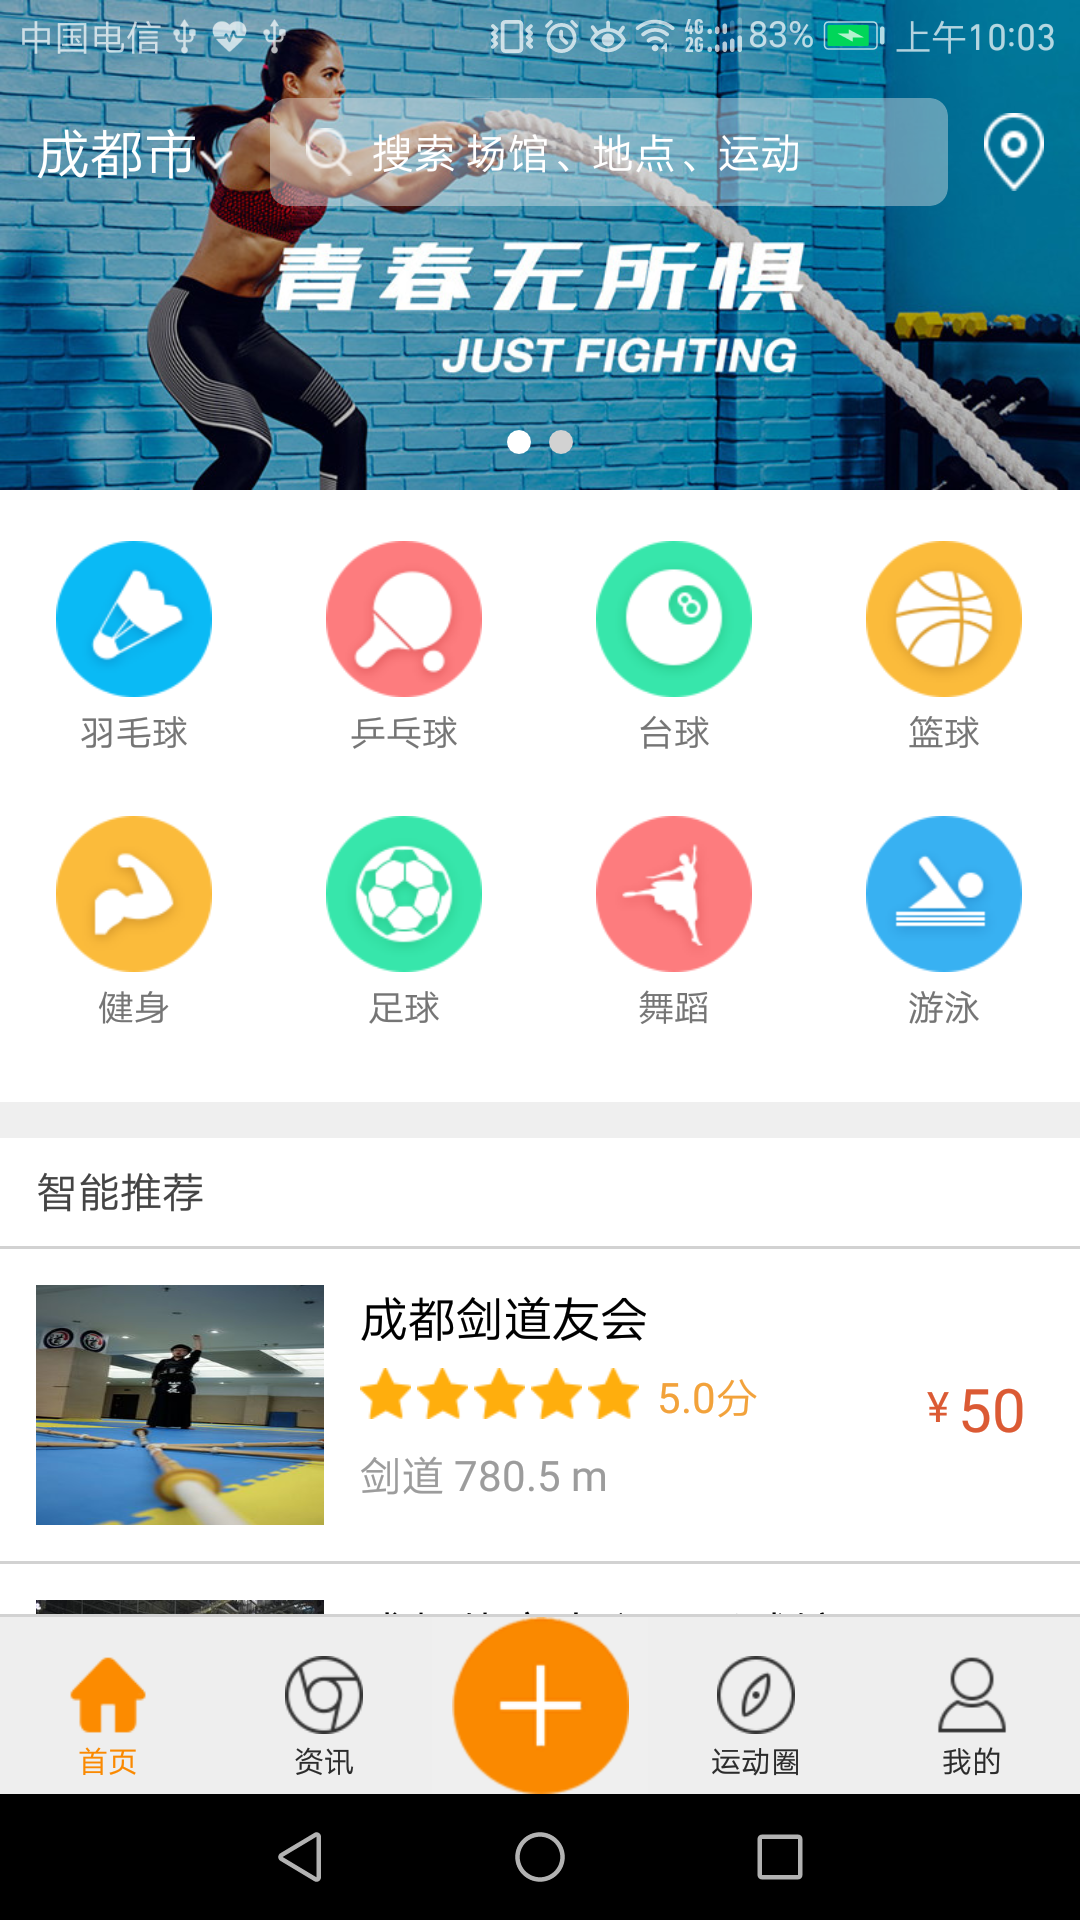 中国电信 4G 2G 83% 上午10:03
成都市 搜索 场馆、地点、运动
青春无所惧
JUST FIGHTING
8
羽毛球 乒乓球 台球 篮球
健身 足球 舞蹈 游泳
智能推荐
成都剑道友会
5.0分
¥ 50
剑道 780.5 m
首页 资讯 运动圈 我的